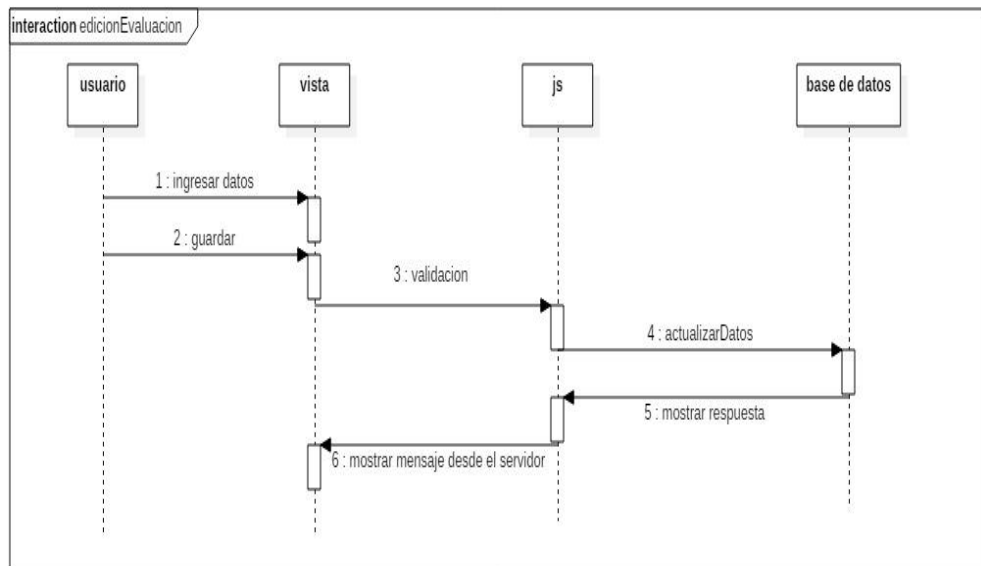 interaction edicionEvaluacion
usuario
vista
js
base de datos
1 : ingresar datos
2 : guardar
3 : validacion
4 : actualizarDatos
5 : mostrar respuesta
6 : mostrar mensaje desde el servidor